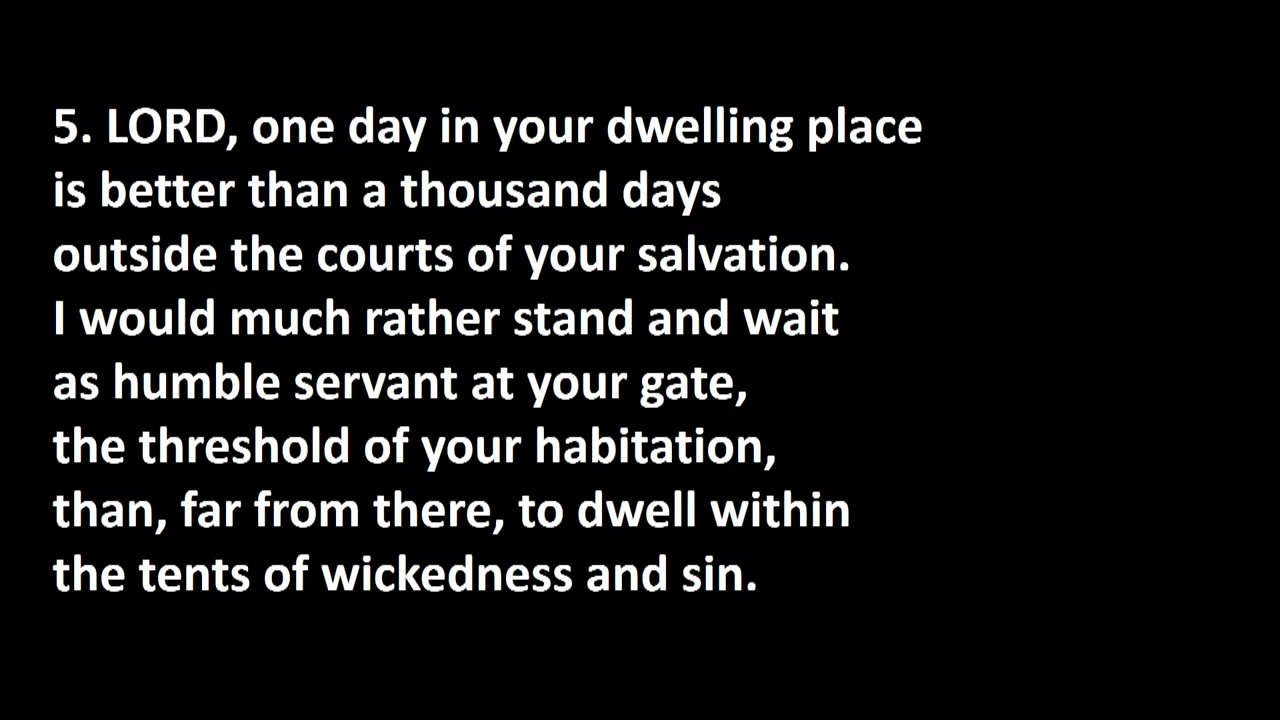 5. LORD, one day in your dwelling place
is better than a thousand days
outside the courts of your salvation.
I would much rather stand and wait
as humble servant at your gate,
the threshold of your habitation,
than, far from there, to dwell within
the tents of wickedness and sin.